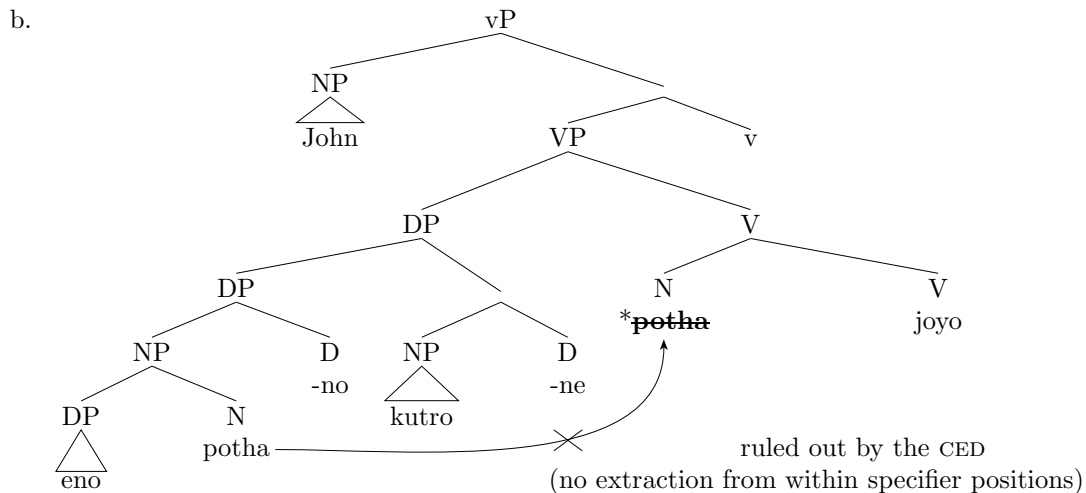 b.
vP
NP
John
VP
v
DP
V
DP
N
V
*potha
joyo
NP
D
NP
D
-no
-ne
DP
N
kutro
eno
potha
ruled out by the CED
(no extraction from within specifier positions)